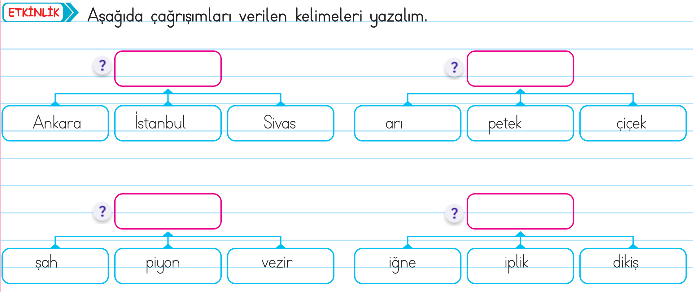 ETKİNLİK Aşağıda çağrışımları verilen kelimeleri yazalım.
? ?
Ankara İstanbul Sivas arı petek çiçek
? ?
şah piyon vezir iğne iplik dikiş